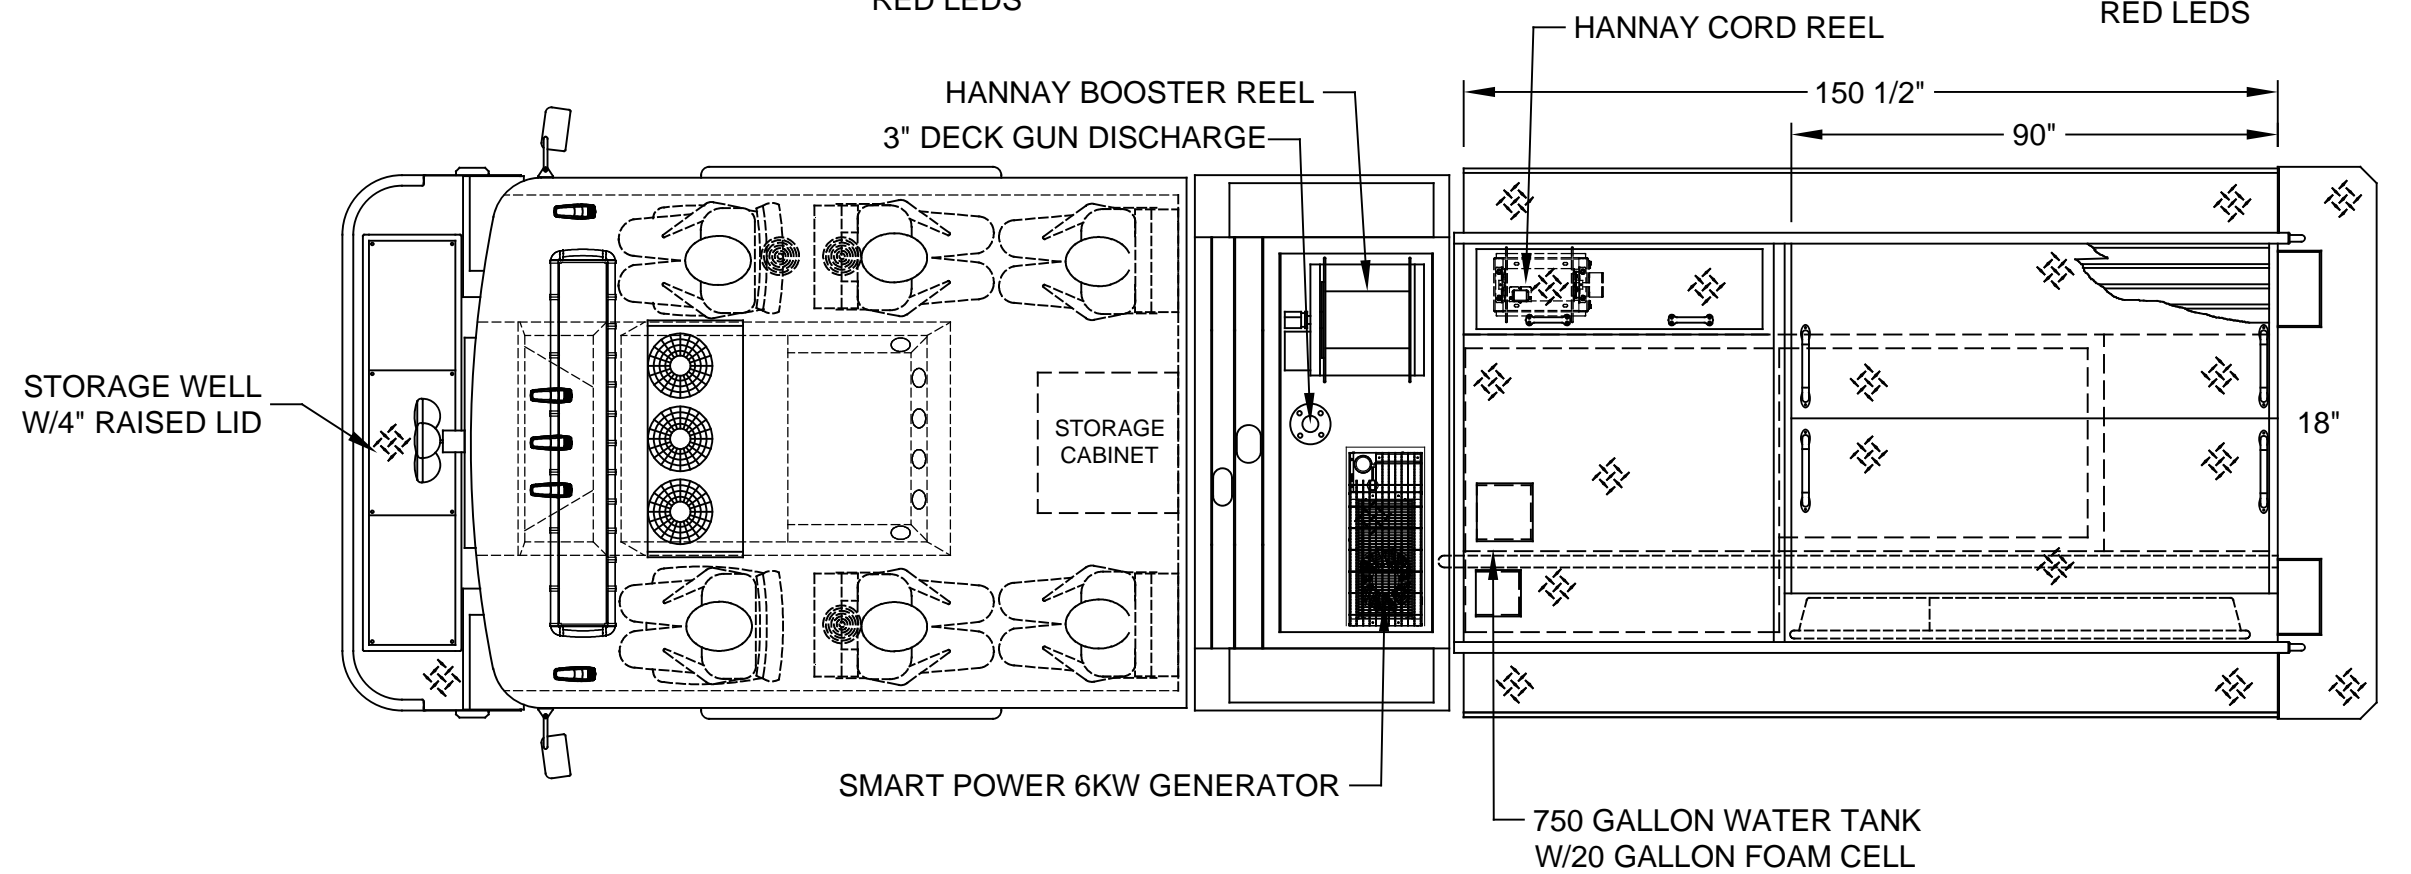 RED LEDS
RED LEDS
HANNAY CORD REEL
HANNAY BOOSTER REEL
150 1/2"
3" DECK GUN DISCHARGE
90"
STORAGE WELL
W/4" RAISED LID
STORAGE
CABINET
18"
SMART POWER 6KW GENERATOR
750 GALLON WATER TANK
W/20 GALLON FOAM CELL